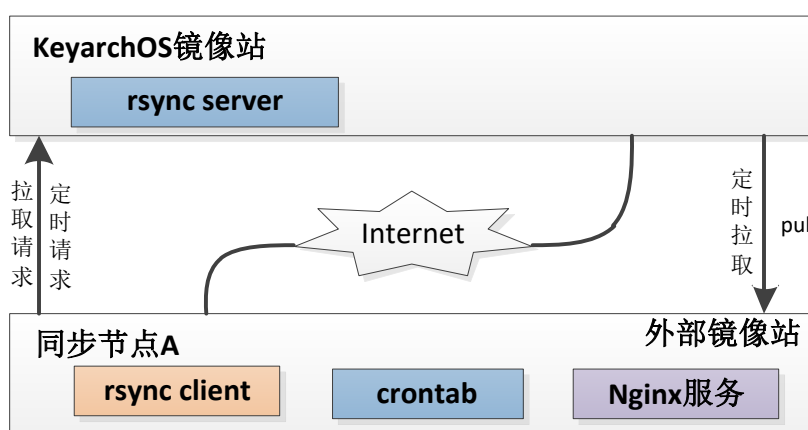 KeyarchOS镜像站
rsync server
拉取请求
定时请求
Internet
定时拉取
pul
同步节点A
外部镜像站
rsync client
crontab
Nginx服务